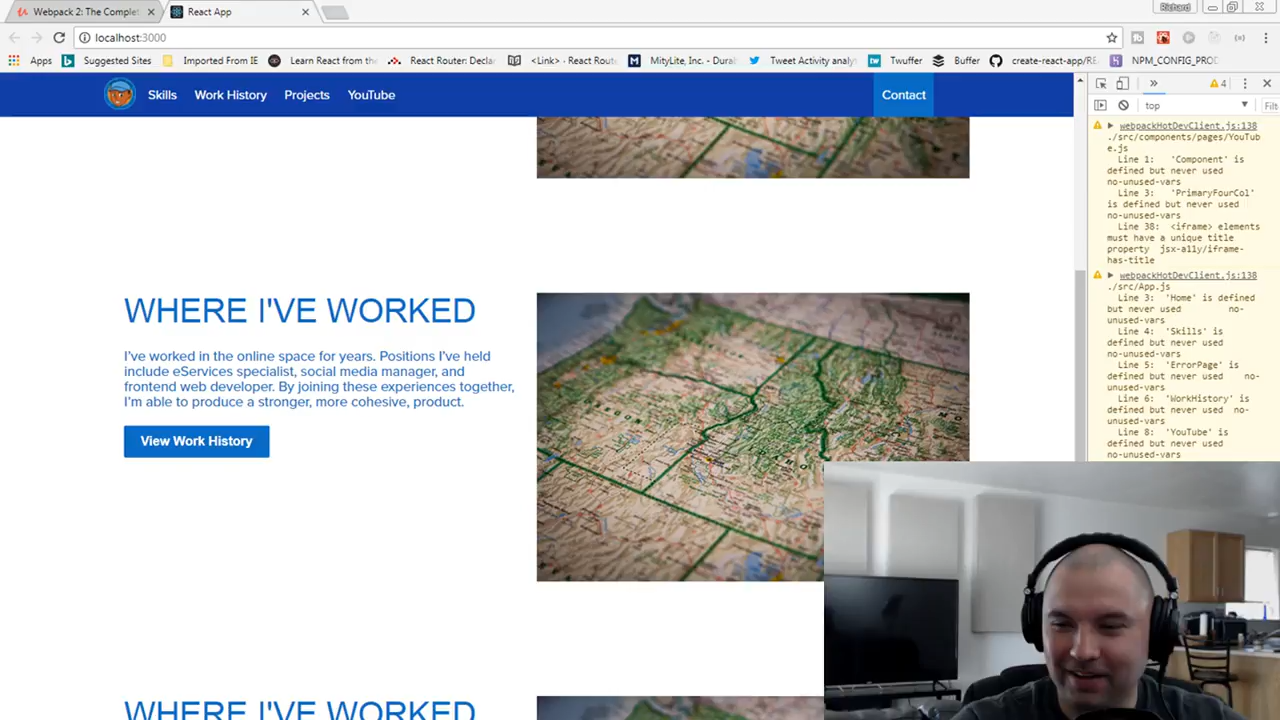 Webpack 2: The Complet
React App
Richard
localhost:3000
Apps
Suggested Sites
Imported From IE
Learn React from the
React Router: Declar
<Link> - React Route
MityLite, Inc. - Dural
Tweet Activity analyt
Twuffer
Buffer
create-react-app/RE
NPM_CONFIG_PROD
Skills
Work History
Projects
YouTube
Contact
4
top
Filt
WHERE I'VE WORKED
I've worked in the online space for years. Positions I've held
include eServices specialist, social media manager, and
frontend web developer. By joining these experiences together,
I'm able to produce a stronger, more cohesive, product.
View Work History
WHERE I'VE WORKED
webpackHotDevClient.js:138
./src/components/pages/YouTub
e.js
Line 1: 'Component' is
defined but never used
no-unused-vars
Line 3: 'PrimaryFourCol'
is defined but never used
no-unused-vars
Line 38: <iframe> elements
must have a unique title
property jsx-a11y/iframe-
has-title
webpackHotDevClient.js:138
./src/App.js
Line 3: 'Home' is defined
but never used no-
unused-vars
Line 4: 'Skills' is
defined but never used
no-unused-vars
Line 5: 'ErrorPage' is
defined but never used no-
unused-vars
Line 6: 'WorkHistory' is
defined but never used no-
unused-vars
Line 8: 'YouTube' is
defined but never used
no-unused-vars